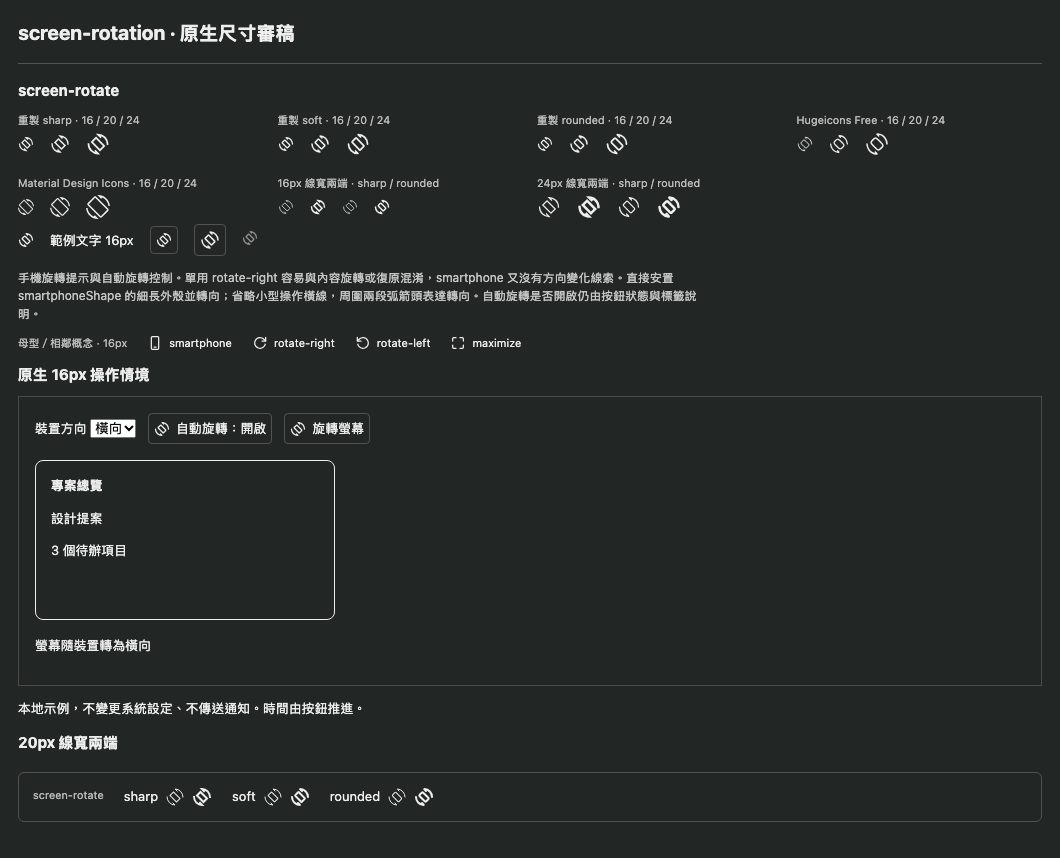 screen-rotation · 原生尺寸審稿
screen-rotate
重製 sharp · 16 / 20 / 24
重製 soft · 16 / 20 / 24
重製 rounded · 16 / 20 / 24
Hugeicons Free · 16 / 20 / 24
Material Design Icons · 16 / 20 / 24
16px 線寬兩端 · sharp / rounded
24px 線寬兩端 · sharp / rounded
範例文字 16px
手機旋轉提示與自動旋轉控制。單用 rotate-right 容易與內容旋轉或復原混淆，smartphone 又沒有方向變化線索。直接安置
smartphoneShape 的細長外殼並轉向；省略小型操作橫線，周圍兩段弧箭頭表達轉向。自動旋轉是否開啟仍由按鈕狀態與標籤說
明。
母型 / 相鄰概念 · 16px
smartphone
rotate-right
rotate-left
maximize
原生 16px 操作情境
裝置方向 橫向
自動旋轉：開啟
旋轉螢幕
專案總覽
設計提案
3 個待辦項目
螢幕隨裝置轉為橫向
本地示例，不變更系統設定、不傳送通知。時間由按鈕推進。
20px 線寬兩端
screen-rotate
sharp
soft
rounded